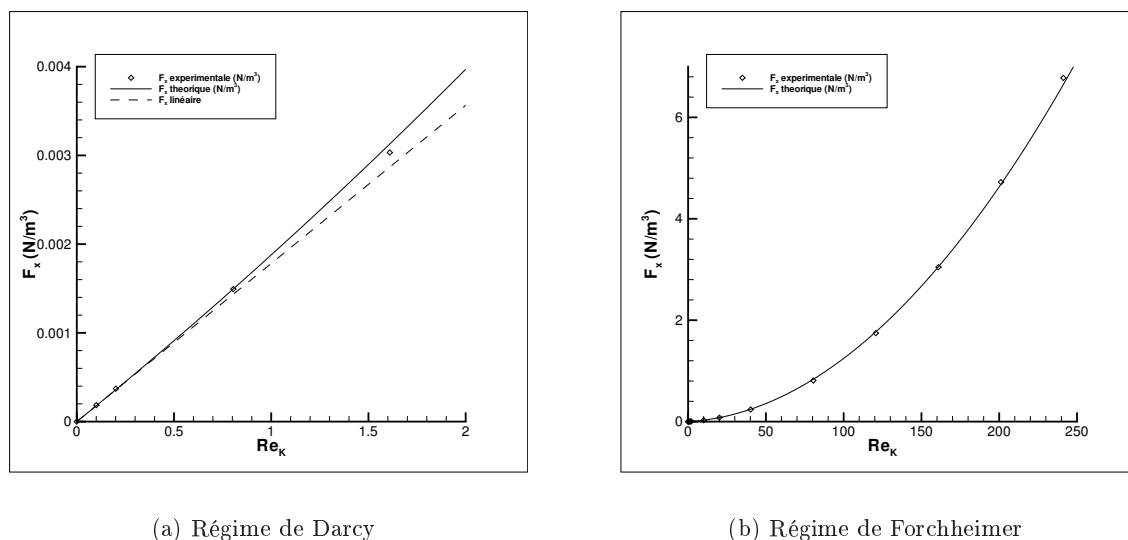 F_x experimentale (N/m³)
F_x theorique (N/m³)
F_x linéaire
0.004
0.003
0.002
0.001
0
F_x (N/m³)
0 0.5 1 1.5 2
Re_K
(a) Régime de Darcy
F_x experimentale (N/m³)
F_x theorique (N/m³)
6
4
2
0
F_x (N/m³)
0 50 100 150 200 250
Re_K
(b) Régime de Forchheimer